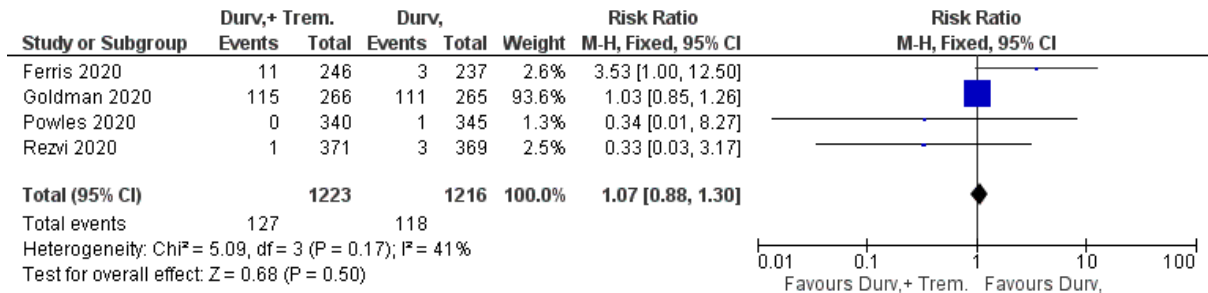 Durv,+ Trem. Durv, Risk Ratio Risk Ratio
Study or Subgroup Events Total Events Total Weight M-H, Fixed, 95% CI M-H, Fixed, 95% CI
Ferris 2020 11 246 3 237 2.6% 3.53 [1.00, 12.50]
Goldman 2020 115 266 111 265 93.6% 1.03 [0.85, 1.26]
Powles 2020 0 340 1 345 1.3% 0.34 [0.01, 8.27]
Rezvi 2020 1 371 3 369 2.5% 0.33 [0.03, 3.17]
Total (95% CI) 1223 1216 100.0% 1.07 [0.88, 1.30]
Total events 127 118
Heterogeneity: Chi² = 5.09, df = 3 (P = 0.17); I² = 41%
Test for overall effect: Z = 0.68 (P = 0.50)
0.01 0.1 1 10 100
Favours Durv,+ Trem. Favours Durv,